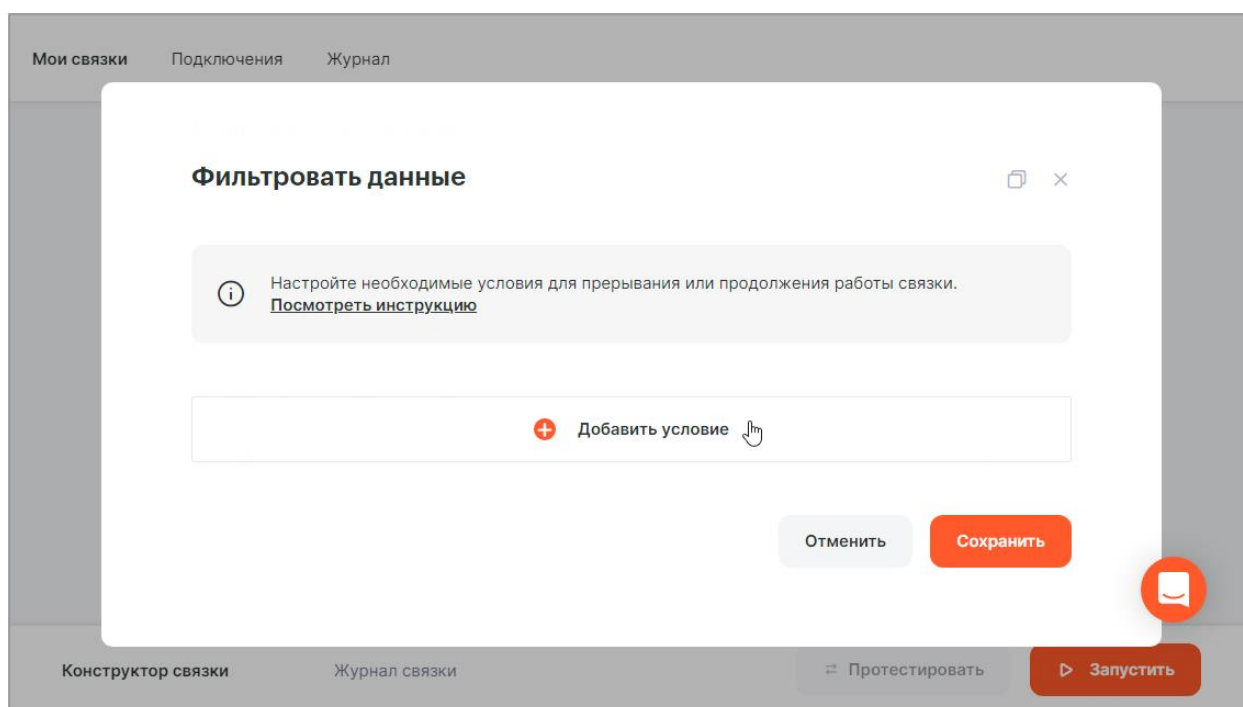 Мои связки Подключения Журнал
Фильтровать данные
Настройте необходимые условия для прерывания или продолжения работы связки.
Посмотреть инструкцию
Добавить условие
Отменить Сохранить
Конструктор связки Журнал связки Протестировать Запустить